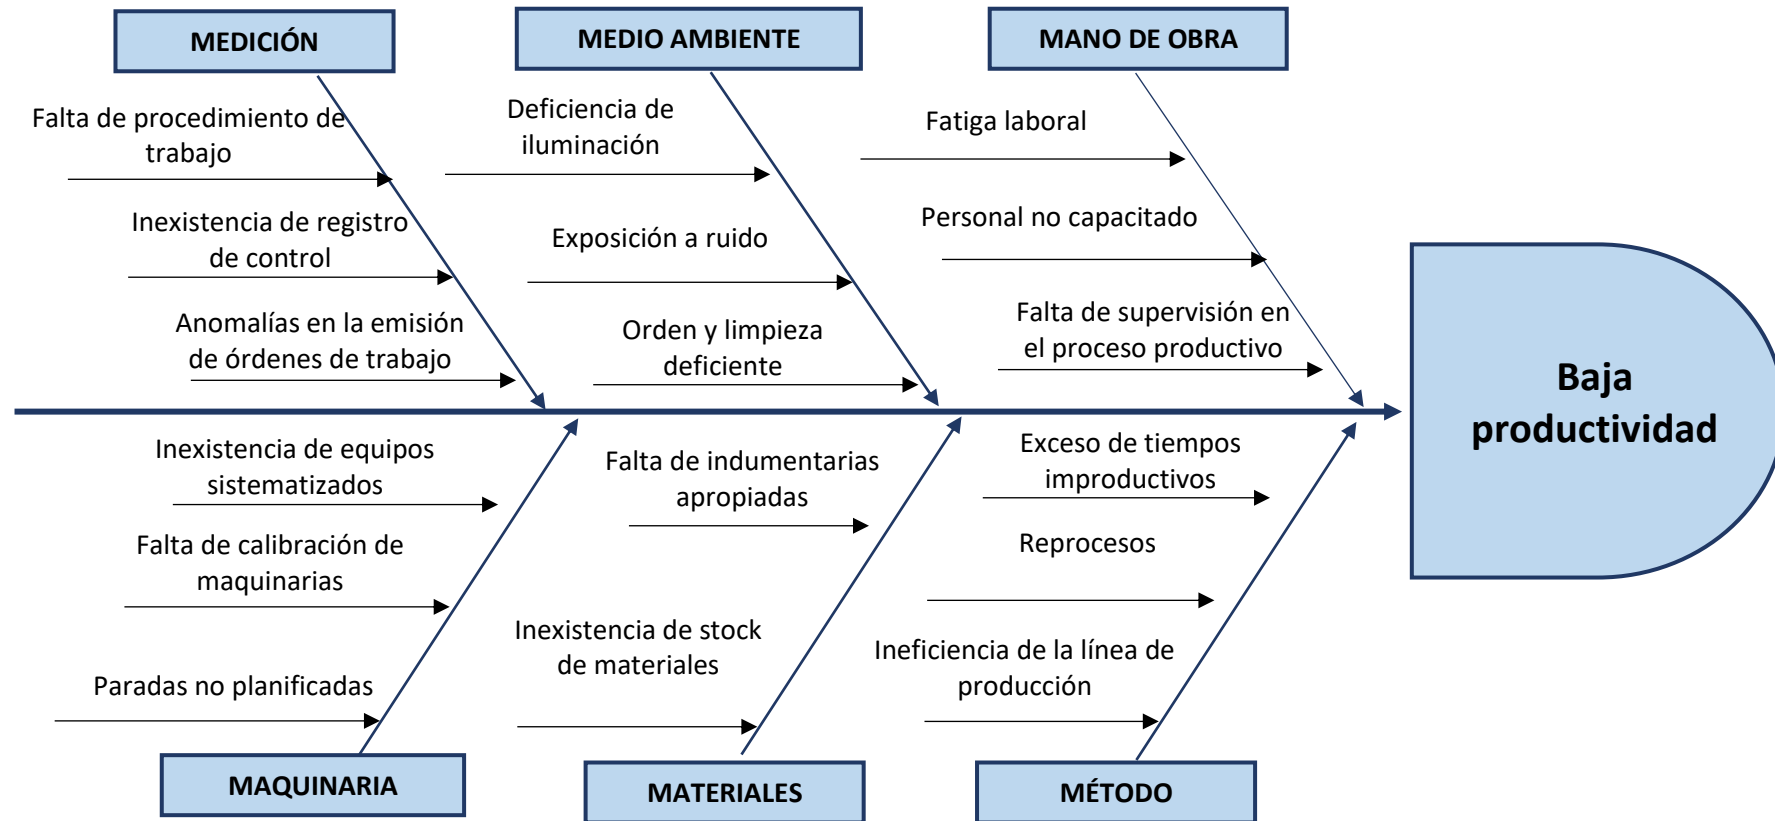 MEDICIÓN
MEDIO AMBIENTE
MANO DE OBRA
Falta de procedimiento de
trabajo
Inexistencia de registro
de control
Anomalías en la emisión
de órdenes de trabajo
Deficiencia de
iluminación
Exposición a ruido
Orden y limpieza
deficiente
Fatiga laboral
Personal no capacitado
Falta de supervisión en
el proceso productivo
Baja
productividad
Inexistencia de equipos
sistematizados
Falta de calibración de
maquinarias
Paradas no planificadas
Falta de indumentarias
apropiadas
Inexistencia de stock
de materiales
Exceso de tiempos
improductivos
Reprocesos
Ineficiencia de la línea de
producción
MAQUINARIA
MATERIALES
MÉTODO